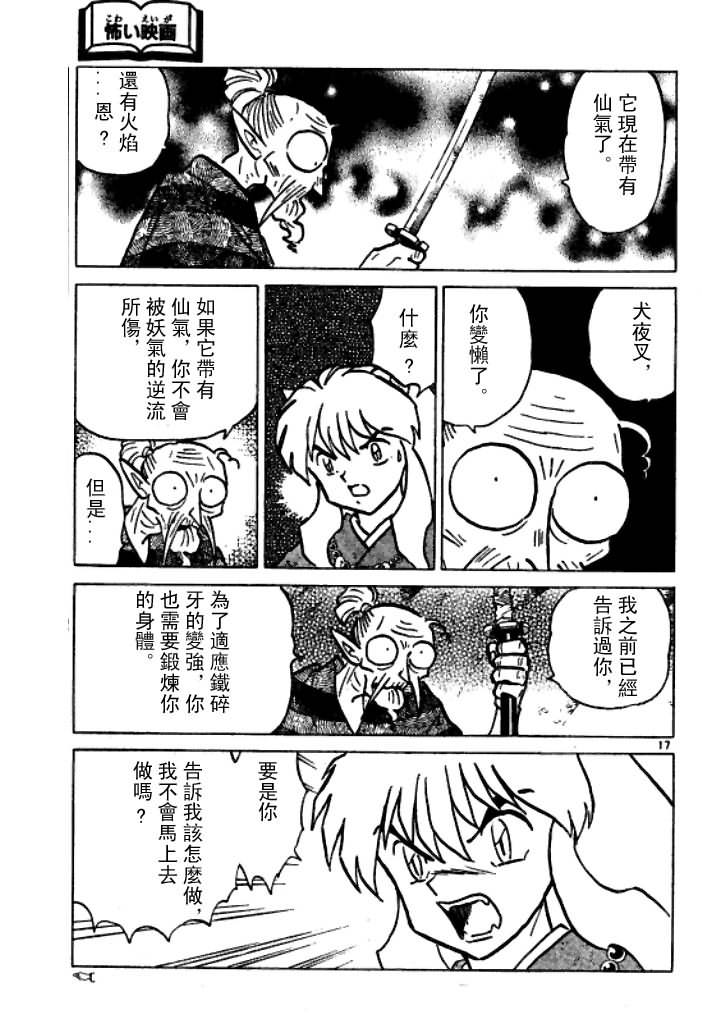 こわ えいが
怖い映画
它現在帶有
仙氣了。
還有火焰
…恩？
犬夜叉，
你變懶了。
什麼？
如果它帶有
仙氣，你不會
被妖氣的逆流
所傷，
但是…
我之前已經
告訴過你，
為了適應鐵碎
牙的變強，你
也需要鍛煉你
的身體。
17
要是你
告訴我該怎麼做，
我不會馬上去
做嗎？